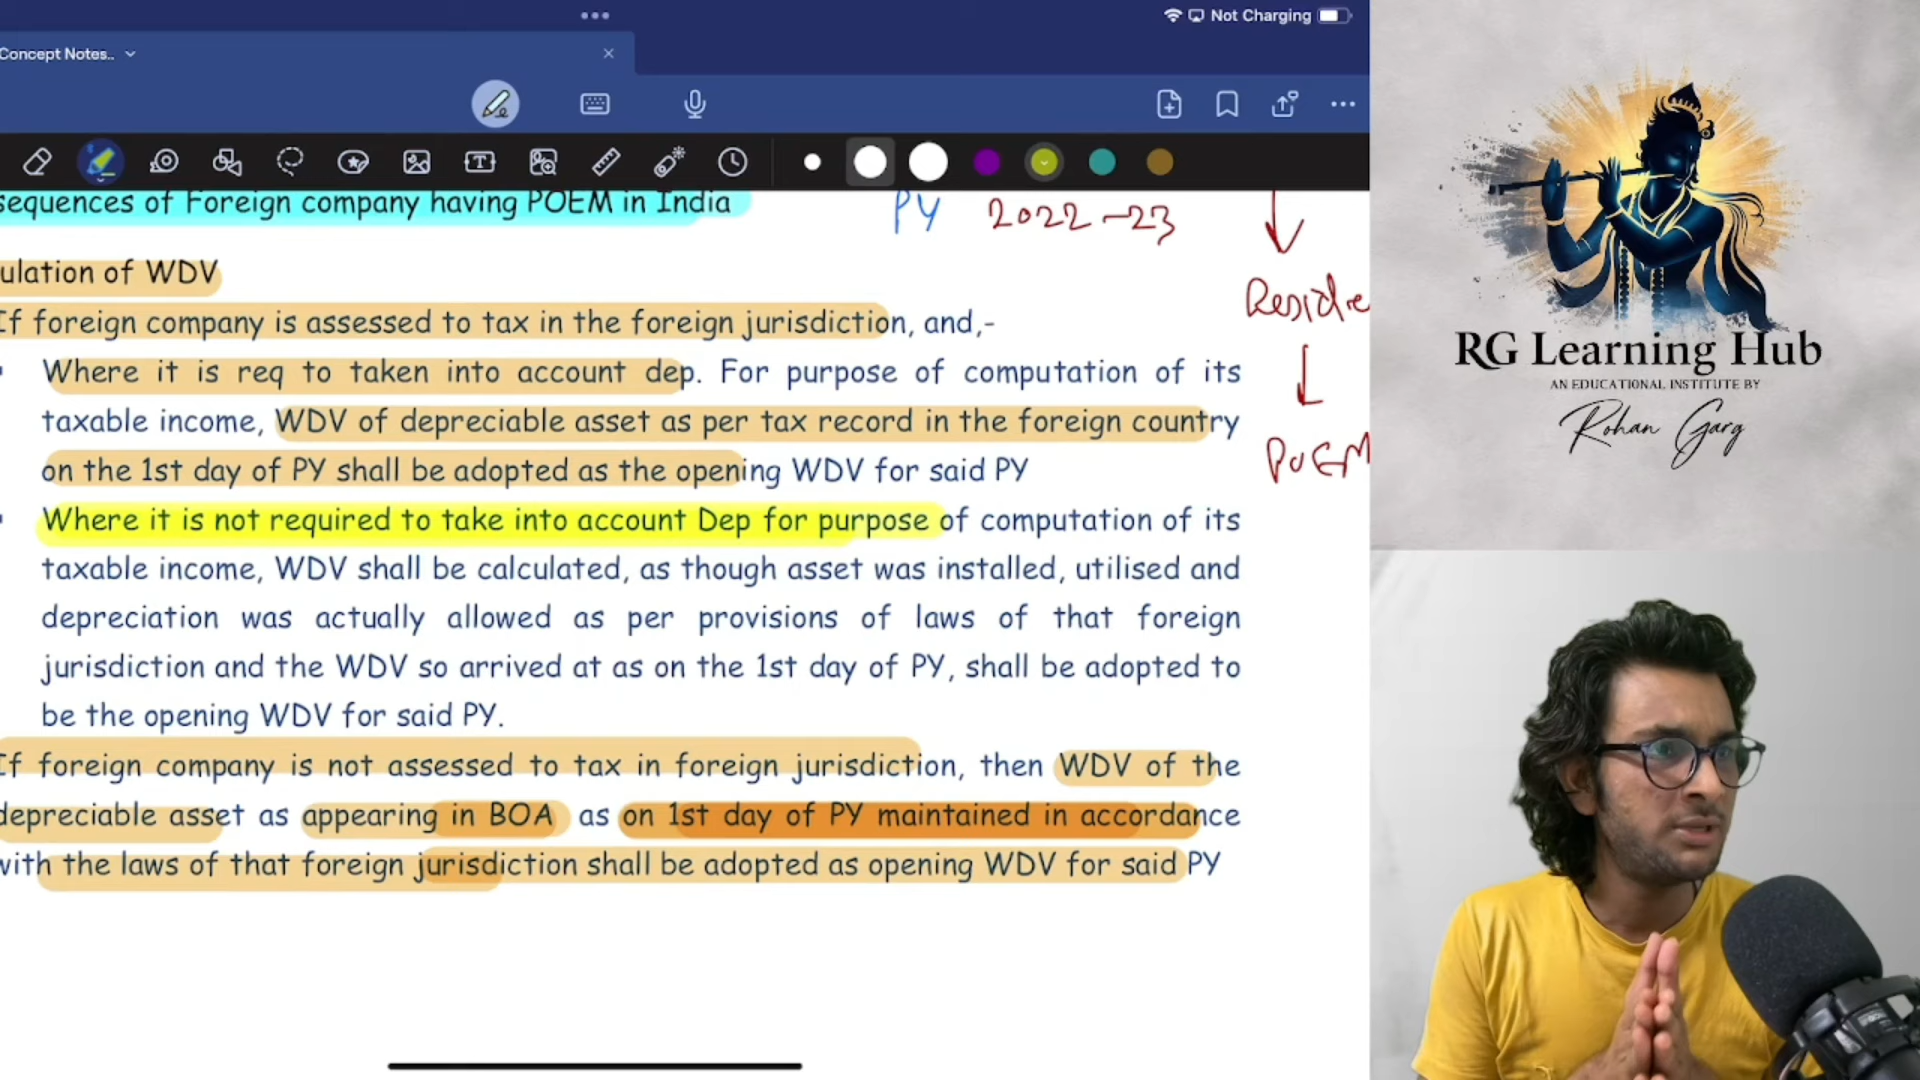 Not Charging
Concept Notes..
sequences of Foreign company having POEM in India
PY 2022-23
ulation of WDV
Reside
If foreign company is assessed to tax in the foreign jurisdiction, and,-
Where it is req to taken into account dep. For purpose of computation of its
taxable income, WDV of depreciable asset as per tax record in the foreign country
on the 1st day of PY shall be adopted as the opening WDV for said PY
POEM
Where it is not required to take into account Dep for purpose of computation of its
taxable income, WDV shall be calculated, as though asset was installed, utilised and
depreciation was actually allowed as per provisions of laws of that foreign
jurisdiction and the WDV so arrived at as on the 1st day of PY, shall be adopted to
be the opening WDV for said PY.
If foreign company is not assessed to tax in foreign jurisdiction, then WDV of the
depreciable asset as appearing in BOA as on 1st day of PY maintained in accordance
with the laws of that foreign jurisdiction shall be adopted as opening WDV for said PY
RG Learning Hub
AN EDUCATIONAL INSTITUTE BY
Rohan Garg